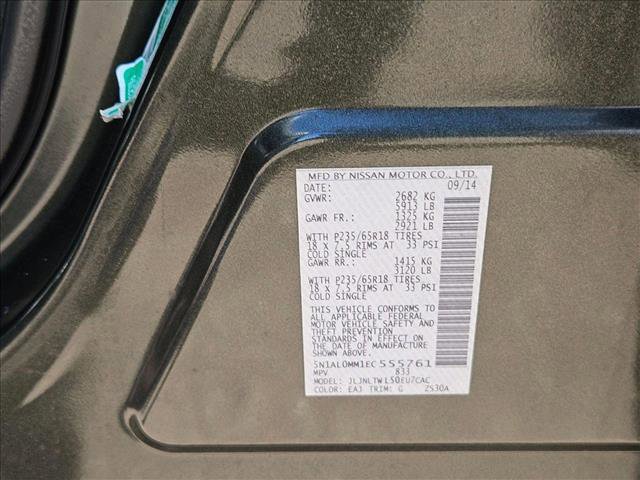 MFD BY NISSAN MOTOR CO., LTD.
DATE: 09/14
GVWR: 2682 KG
5913 LB
GAWR FR.: 1325 KG
2921 LB
WITH P235/65R18 TIRES
18 x 7.5 RIMS AT 33 PSI
COLD SINGLE
GAWR RR.: 1415 KG
3120 LB
WITH P235/65R18 TIRES
18 x 7.5 RIMS AT 33 PSI
COLD SINGLE
THIS VEHICLE CONFORMS TO
ALL APPLICABLE FEDERAL
MOTOR VEHICLE SAFETY AND
THEFT PREVENTION
STANDARDS IN EFFECT ON
THE DATE OF MANUFACTURE
SHOWN ABOVE.
5N1AL0MM1EC555761
MPV 833
MODEL: JLJNLTWL50EU7CAC
COLOR: EAJ TRIM: G ZS30A